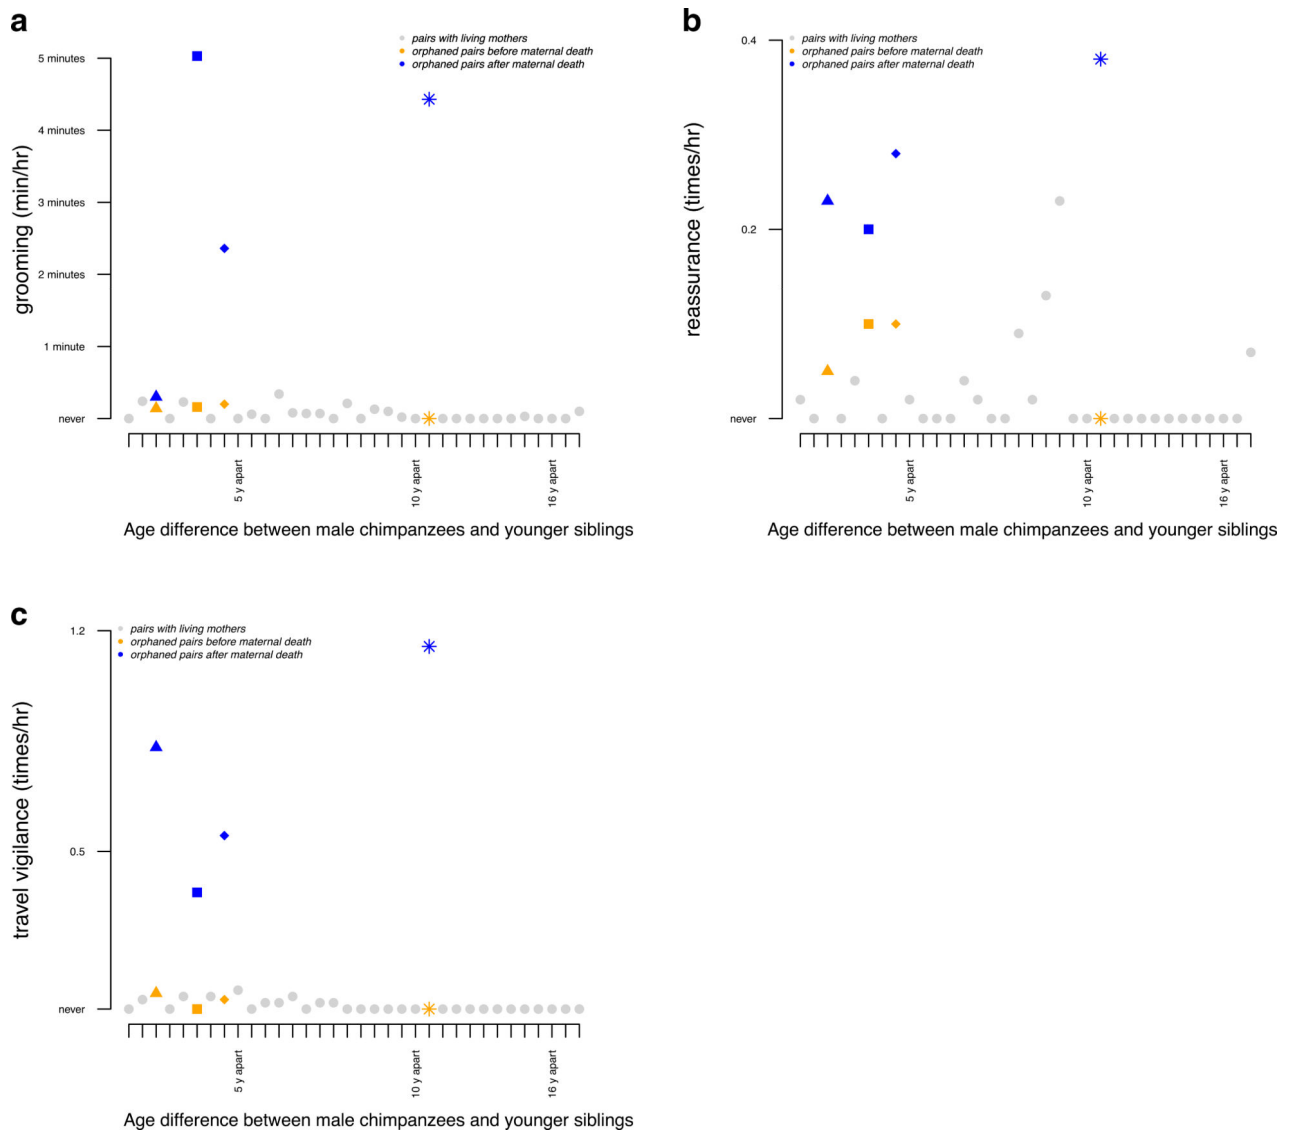 a
pairs with living mothers
orphaned pairs before maternal death
orphaned pairs after maternal death
5 minutes
4 minutes
3 minutes
2 minutes
1 minute
never
grooming (min/hr)
5 y apart
10 y apart
16 y apart
Age difference between male chimpanzees and younger siblings
b
pairs with living mothers
orphaned pairs before maternal death
orphaned pairs after maternal death
0.4
0.2
never
reassurance (times/hr)
5 y apart
10 y apart
16 y apart
Age difference between male chimpanzees and younger siblings
c
pairs with living mothers
orphaned pairs before maternal death
orphaned pairs after maternal death
1.2
0.5
never
travel vigilance (times/hr)
5 y apart
10 y apart
16 y apart
Age difference between male chimpanzees and younger siblings